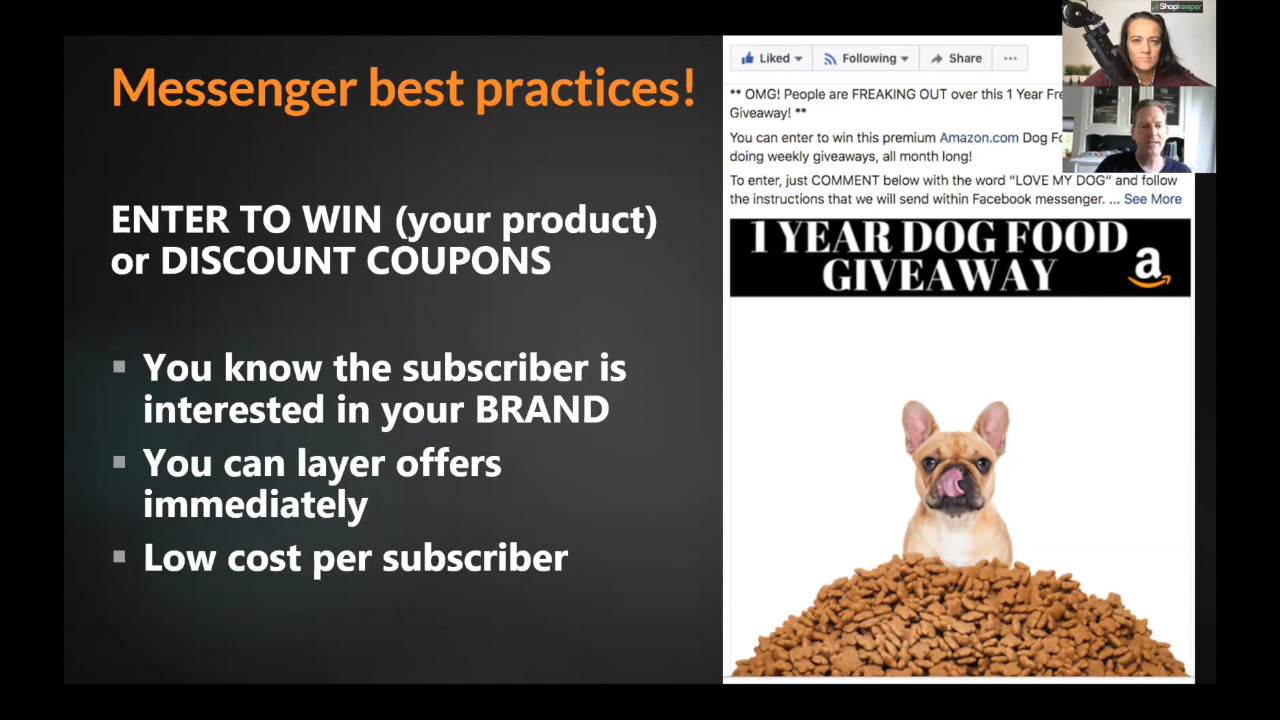 Messenger best practices!
ENTER TO WIN (your product)
or DISCOUNT COUPONS
▪ You know the subscriber is
interested in your BRAND
▪ You can layer offers
immediately
▪ Low cost per subscriber
Liked Following Share ...
** OMG! People are FREAKING OUT over this 1 Year
Giveaway! **
You can enter to win this premium Amazon.com Dog
doing weekly giveaways, all month long!
To enter, just COMMENT below with the word "LOVE MY DOG" and follow
the instructions that we will send within Facebook messenger. ... See More
1 YEAR DOG FOOD
GIVEAWAY a
Shopkeeper